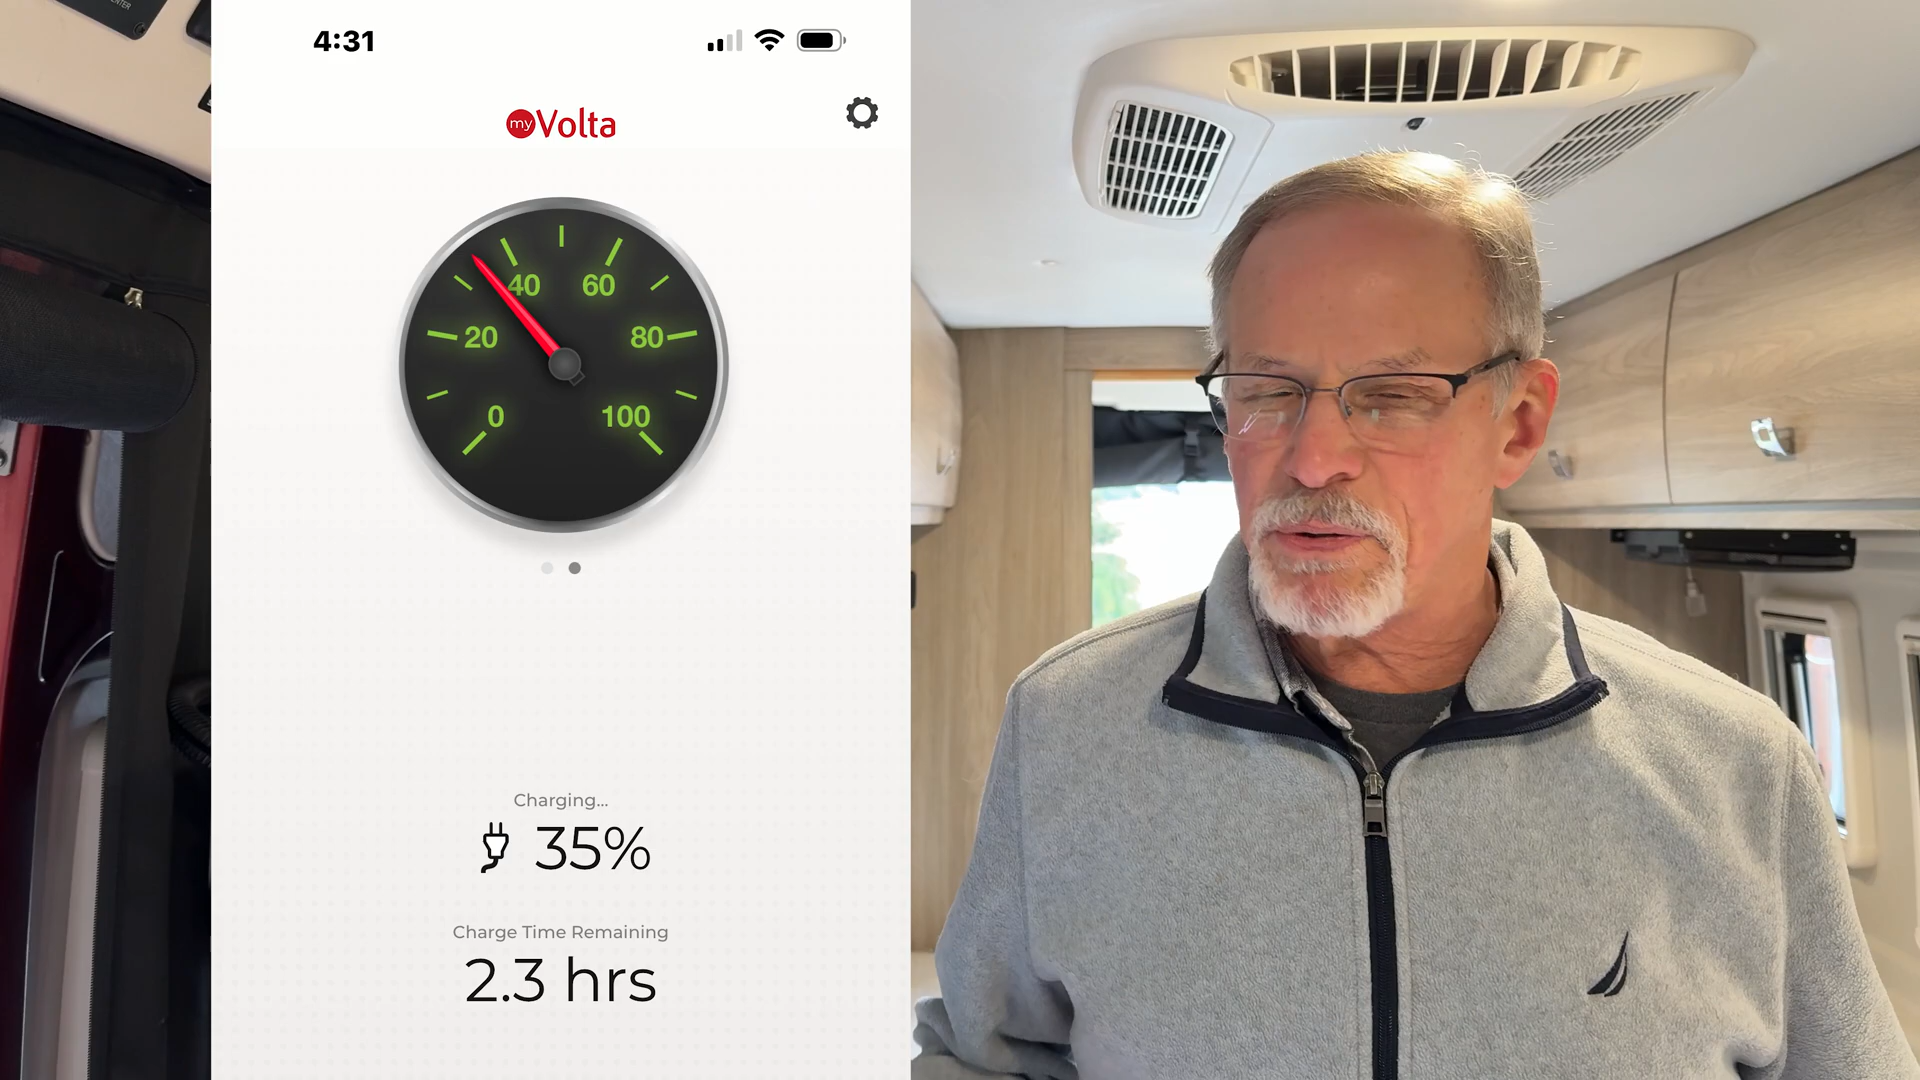 4:31
myVolta
40 60
20 80
0 100
Charging...
35%
Charge Time Remaining
2.3 hrs